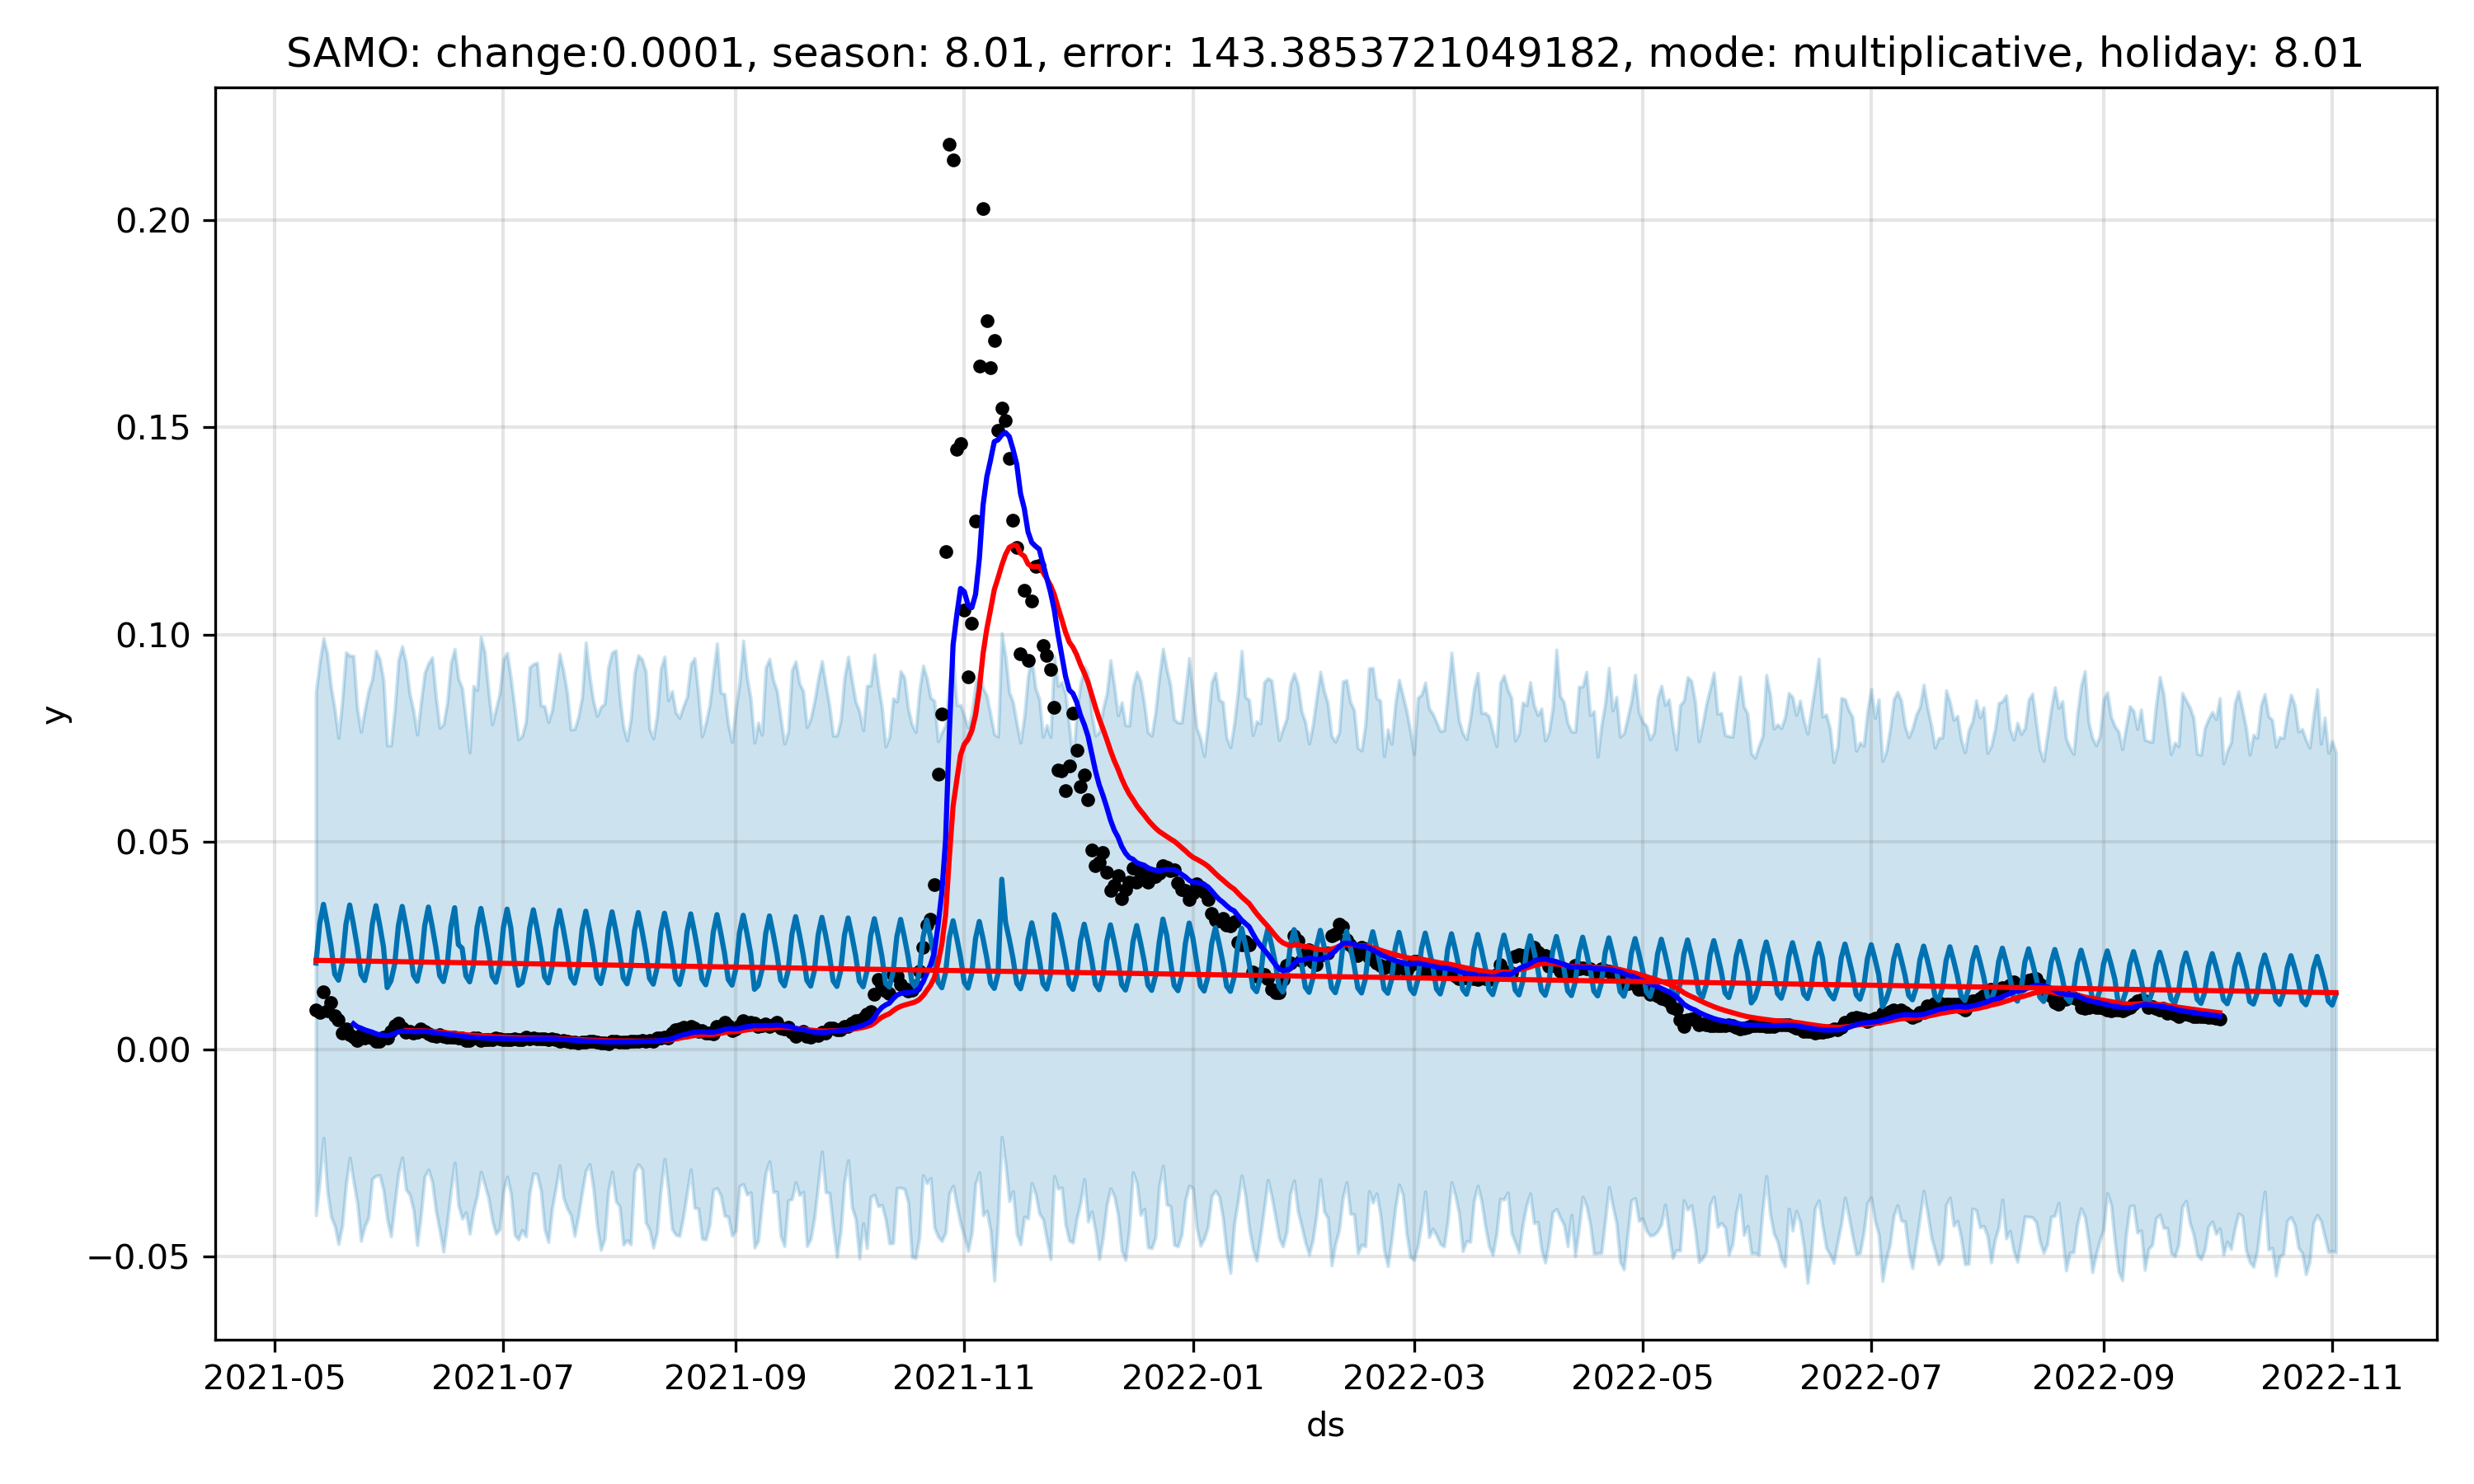 SAMO: change:0.0001, season: 8.01, error: 143.3853721049182, mode: multiplicative, holiday: 8.01
0.20
0.15
0.10
0.05
0.00
−0.05
y
2021-05 2021-07 2021-09 2021-11 2022-01 2022-03 2022-05 2022-07 2022-09 2022-11
ds